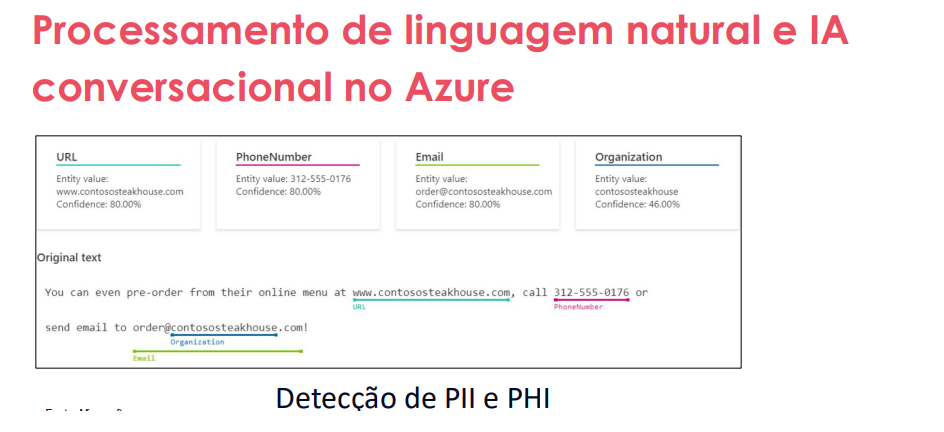 Processamento de linguagem natural e IA
conversacional no Azure
URL
Entity value:
www.contososteakhouse.com
Confidence: 80.00%
PhoneNumber
Entity value: 312-555-0176
Confidence: 80.00%
Email
Entity value:
order@contososteakhouse.com
Confidence: 80.00%
Organization
Entity value:
contososteakhouse
Confidence: 46.00%
Original text
You can even pre-order from their online menu at www.contososteakhouse.com, call 312-555-0176 or
URL PhoneNumber
send email to order@contososteakhouse.com!
Organization
Email
Detecção de PII e PHI